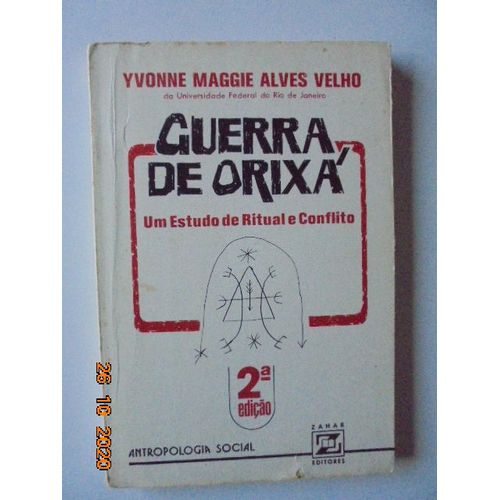 YVONNE MAGGIE ALVES VELHO
da Universidade Federal do Rio de Janeiro
GUERRA
DE ORIXÁ
Um Estudo de Ritual e Conflito
2ª
edição
ANTROPOLOGIA SOCIAL
ZAHAR
EDITORES
26 10 2020